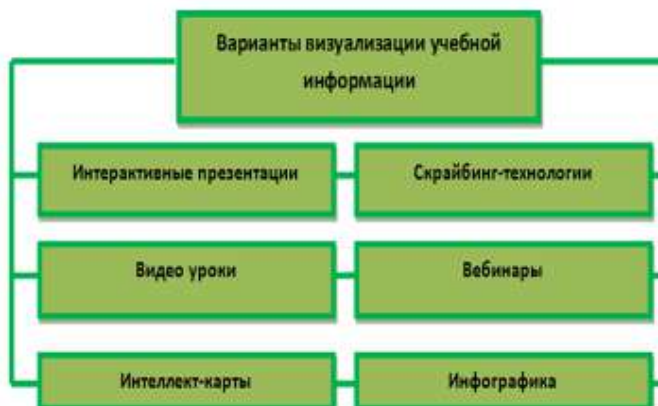 Варианты визуализации учебной
информации
Интерактивные презентации
Скрайбинг-технологии
Видео уроки
Вебинары
Интеллект-карты
Инфографика